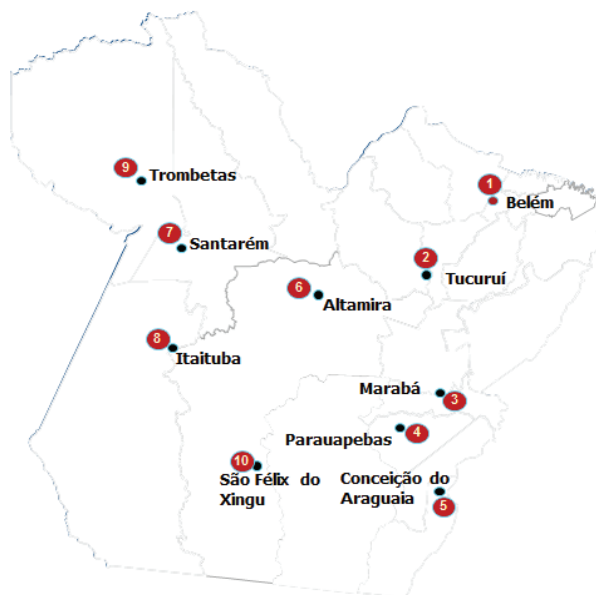 9
Trombetas
1
Belém
7
Santarém
2
Tucuruí
6
Altamira
8
Itaituba
Marabá
3
4
Parauapebas
10
São Félix do
Xingu
Conceição do
Araguaia
5